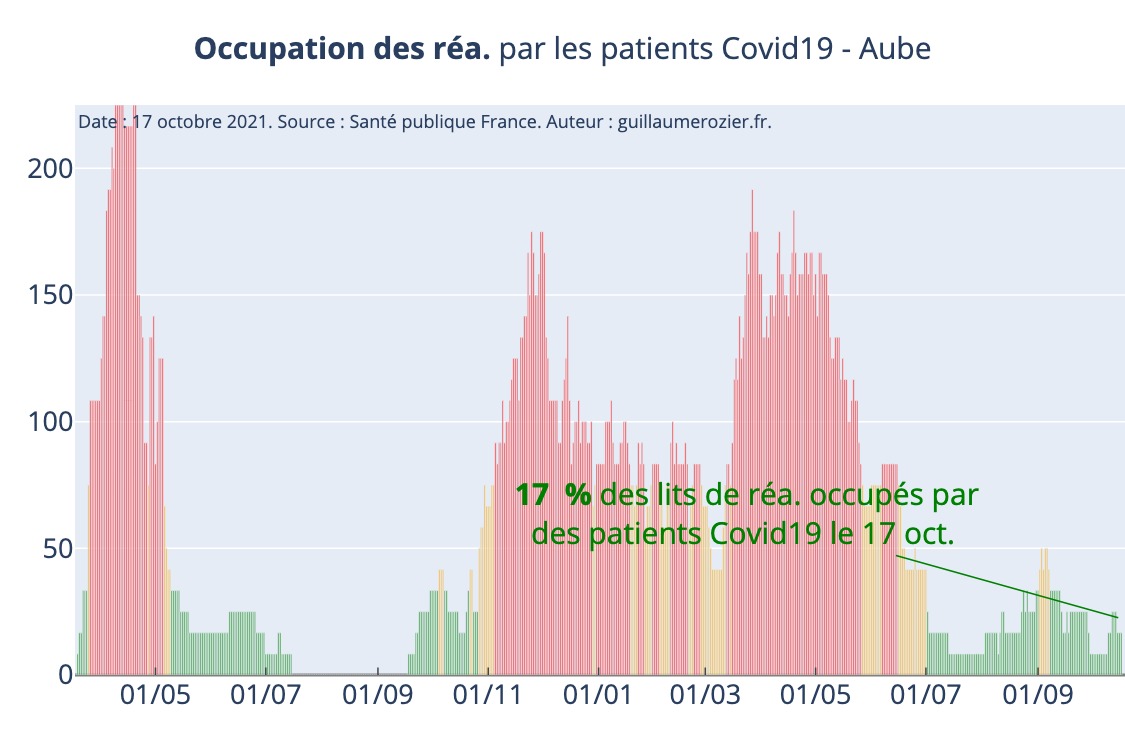 Occupation des réa. par les patients Covid19 - Aube
Date : 17 octobre 2021. Source : Santé publique France. Auteur : guillaumerozier.fr.
200
150
100
17 % des lits de réa. occupés par
des patients Covid19 le 17 oct.
50
0
01/05 01/07 01/09 01/11 01/01 01/03 01/05 01/07 01/09